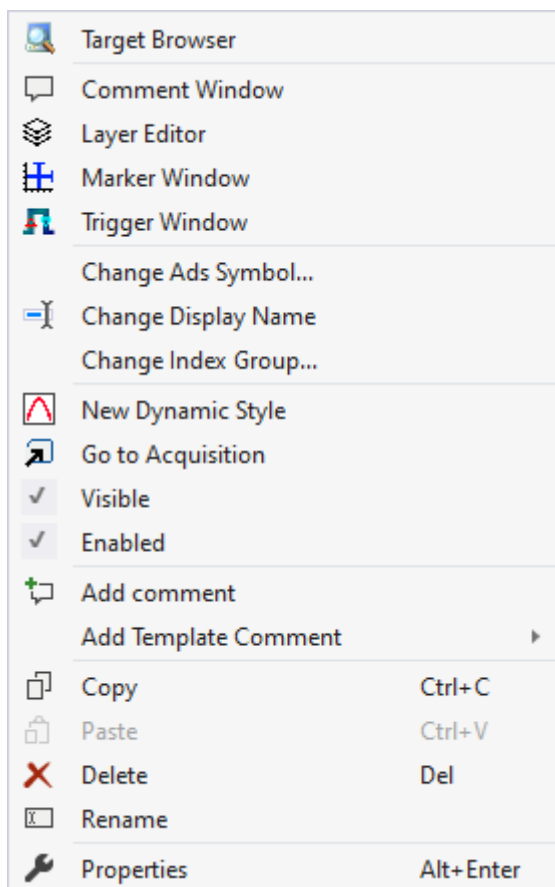 Target Browser
Comment Window
Layer Editor
Marker Window
Trigger Window
Change Ads Symbol...
Change Display Name
Change Index Group...
New Dynamic Style
Go to Acquisition
Visible
Enabled
Add comment
Add Template Comment
Copy Ctrl+C
Paste Ctrl+V
Delete Del
Rename
Properties Alt+Enter